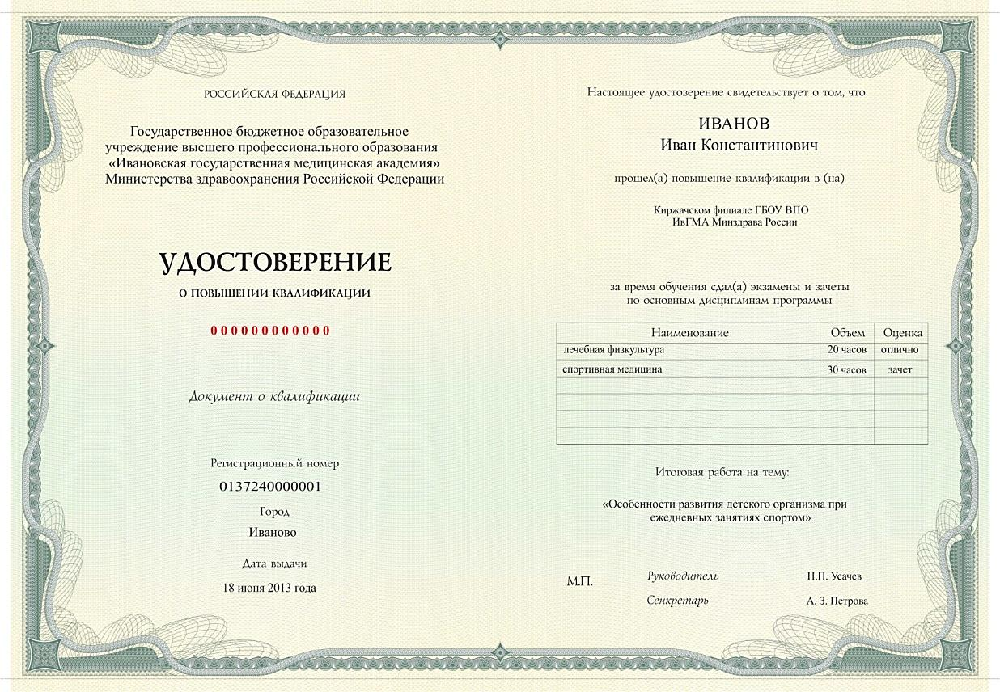 РОССИЙСКАЯ ФЕДЕРАЦИЯ
Государственное бюджетное образовательное
учреждение высшего профессионального образования
«Ивановская государственная медицинская академия»
Министерства здравоохранения Российской Федерации
УДОСТОВЕРЕНИЕ
О ПОВЫШЕНИИ КВАЛИФИКАЦИИ
000000000000
Документ о квалификации
Регистрационный номер
0137240000001
Город
Иваново
Дата выдачи
18 июня 2013 года
Настоящее удостоверение свидетельствует о том, что
ИВАНОВ
Иван Константинович
прошел(а) повышение квалификации в (на)
Киржачском филиале ГБОУ ВПО
ИвГМА Минздрава России
за время обучения сдал(а) экзамены и зачеты
по основным дисциплинам программы
Наименование Объем Оценка
лечебная физкультура 20 часов отлично
спортивная медицина 30 часов зачет
Итоговая работа на тему:
«Особенности развития детского организма при
ежедневных занятиях спортом»
М.П. Руководитель Н.П. Усачев
Сенкретарь А. З. Петрова